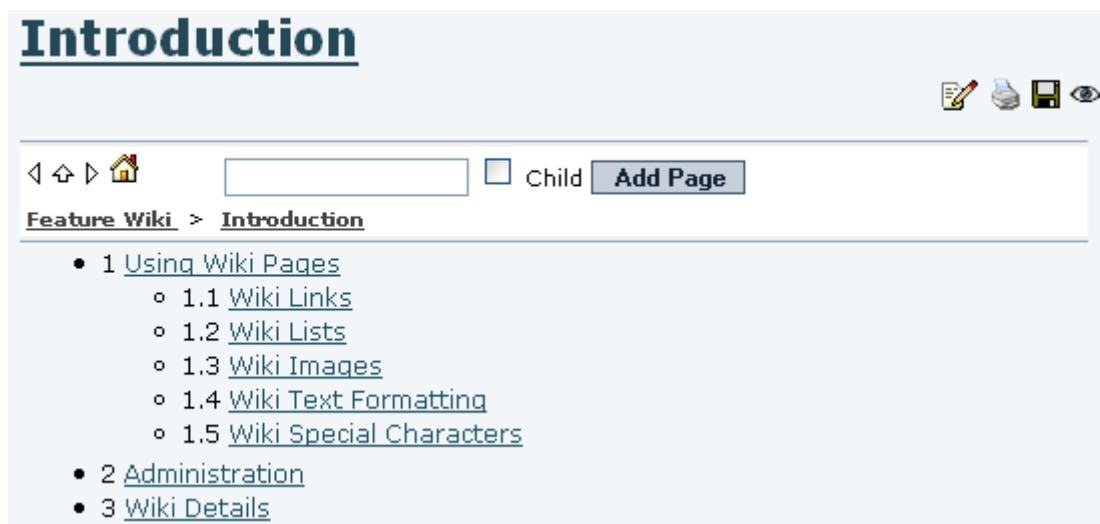 Introduction
Child Add Page
Feature Wiki > Introduction
• 1 Using Wiki Pages
o 1.1 Wiki Links
o 1.2 Wiki Lists
o 1.3 Wiki Images
o 1.4 Wiki Text Formatting
o 1.5 Wiki Special Characters
• 2 Administration
• 3 Wiki Details